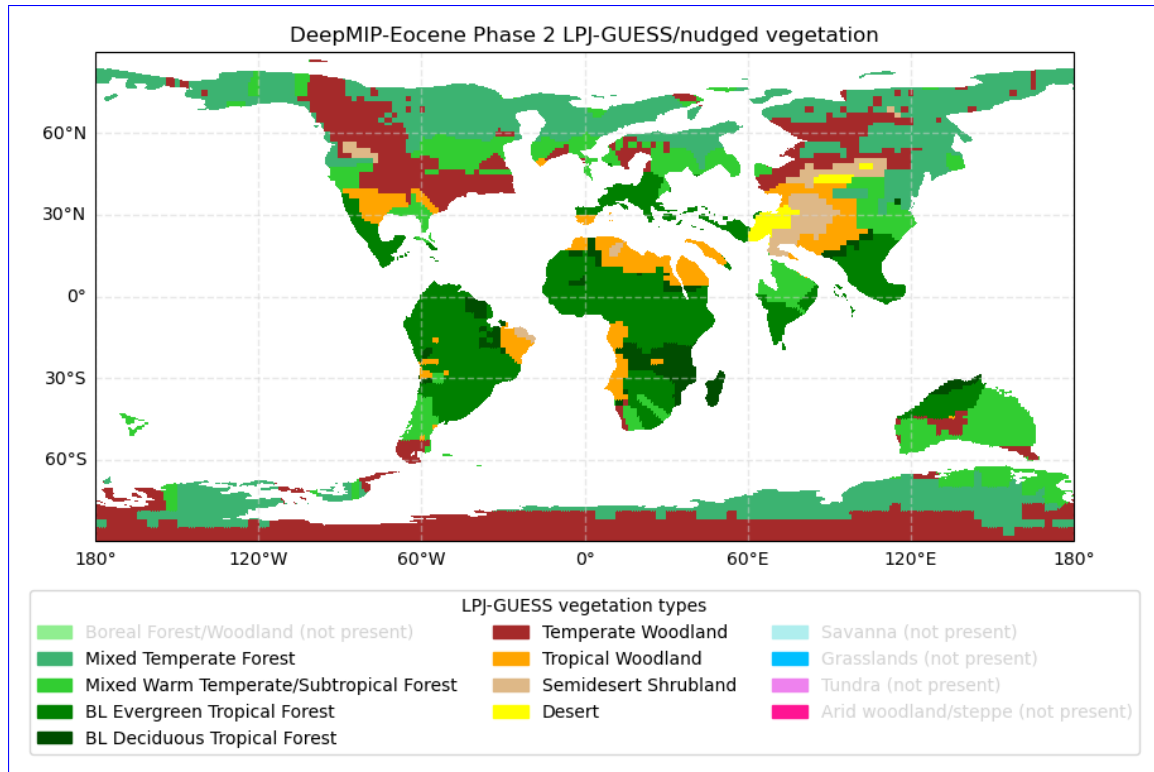 DeepMIP-Eocene Phase 2 LPJ-GUESS/nudged vegetation
60°N
30°N
0°
30°S
60°S
180°
120°W
60°W
0°
60°E
120°E
180°
LPJ-GUESS vegetation types
Boreal Forest/Woodland (not present)
Mixed Temperate Forest
Mixed Warm Temperate/Subtropical Forest
BL Evergreen Tropical Forest
BL Deciduous Tropical Forest
Temperate Woodland
Tropical Woodland
Semidesert Shrubland
Desert
Savanna (not present)
Grasslands (not present)
Tundra (not present)
Arid woodland/steppe (not present)